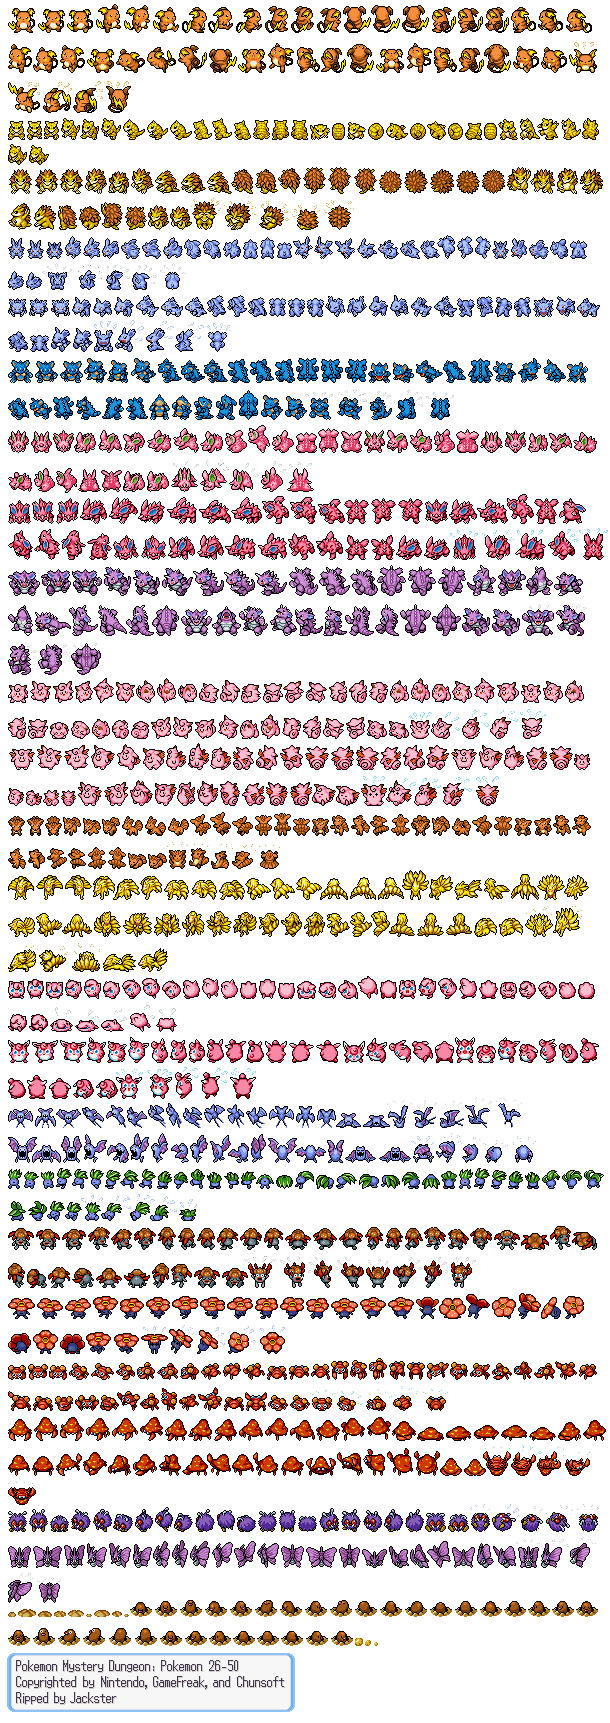 Pokemon Mystery Dungeon: Pokemon 26-50
Copyrighted by Nintendo, GameFreak, and Chunsoft
Ripped by Jackster